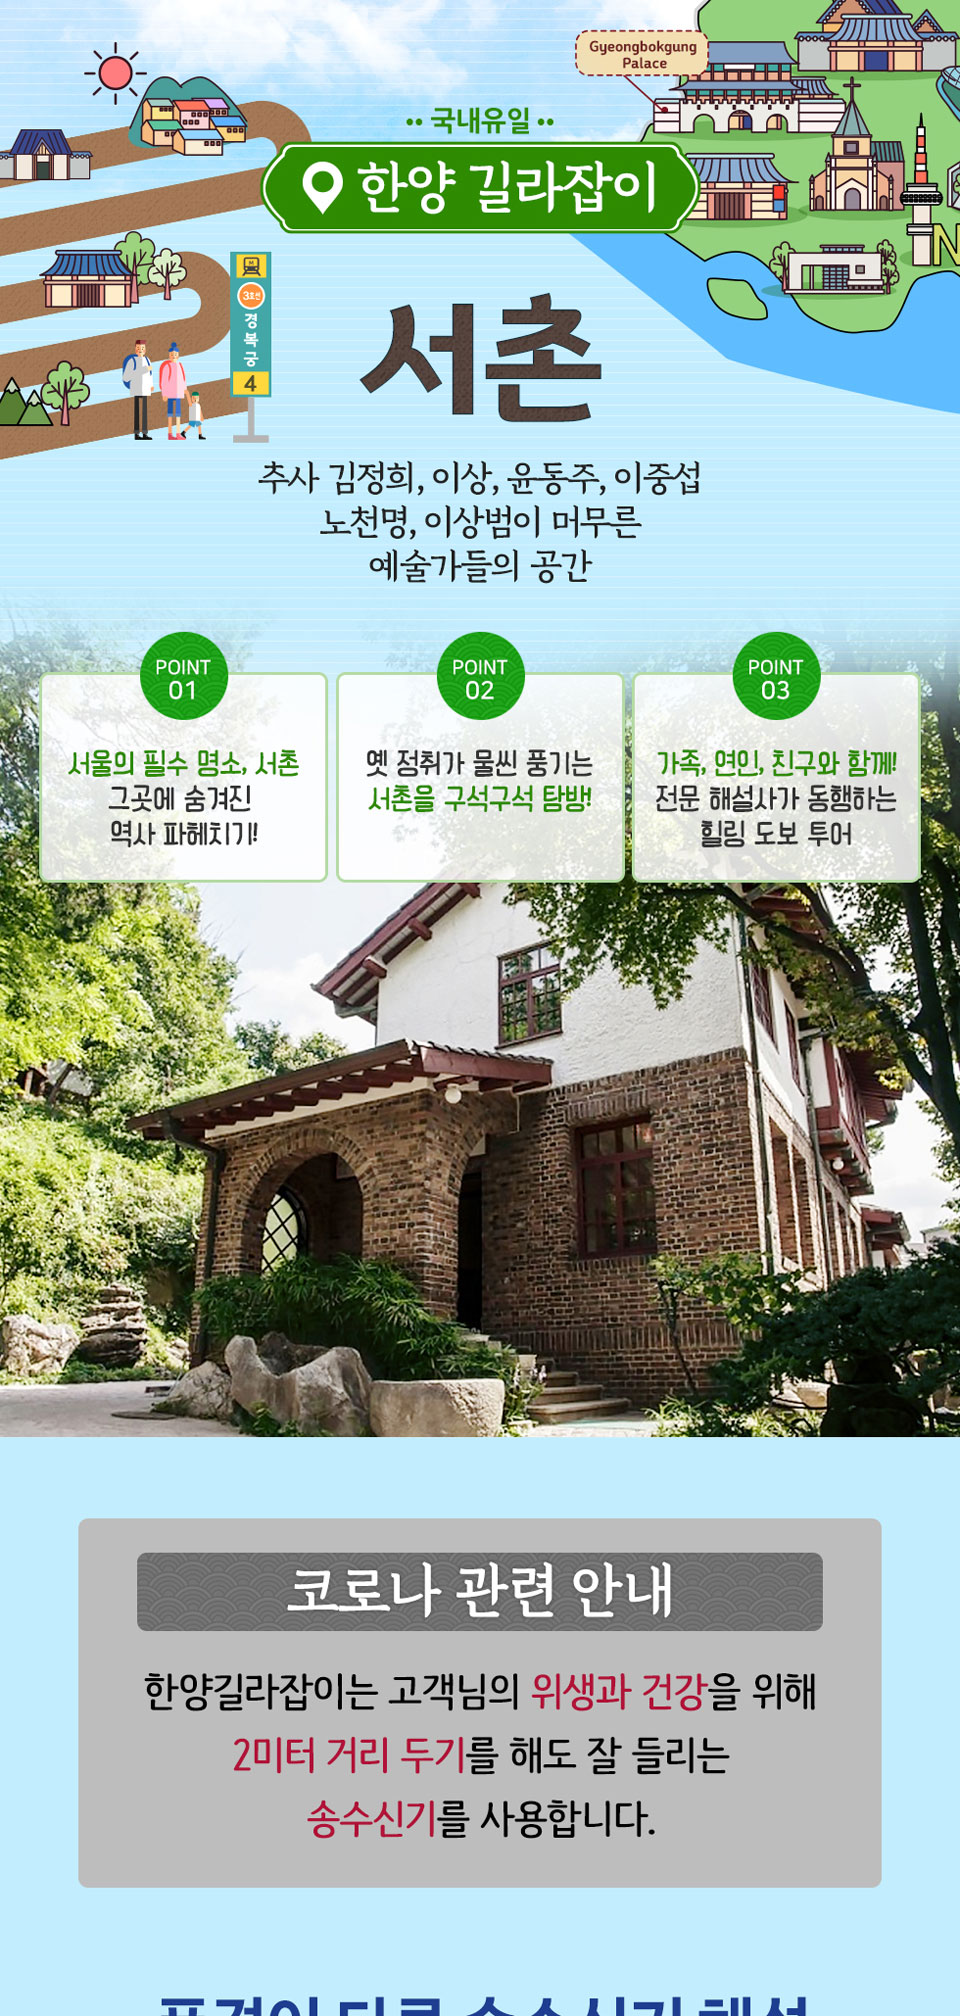 Gyeongbokgung
Palace
국내유일
한양 길라잡이
3호선
경복궁
4
N
서촌
추사 김정희, 이상, 윤동주, 이중섭
노천명, 이상범이 머무른
예술가들의 공간
POINT
01
서울의 필수 명소, 서촌
그곳에 숨겨진
역사 파헤치기!
POINT
02
옛 정취가 물씬 풍기는
서촌을 구석구석 탐방!
POINT
03
가족, 연인, 친구와 함께!
전문 해설사가 동행하는
힐링 도보 투어
코로나 관련 안내
한양길라잡이는 고객님의 위생과 건강을 위해
2미터 거리 두기를 해도 잘 들리는
송수신기를 사용합니다.